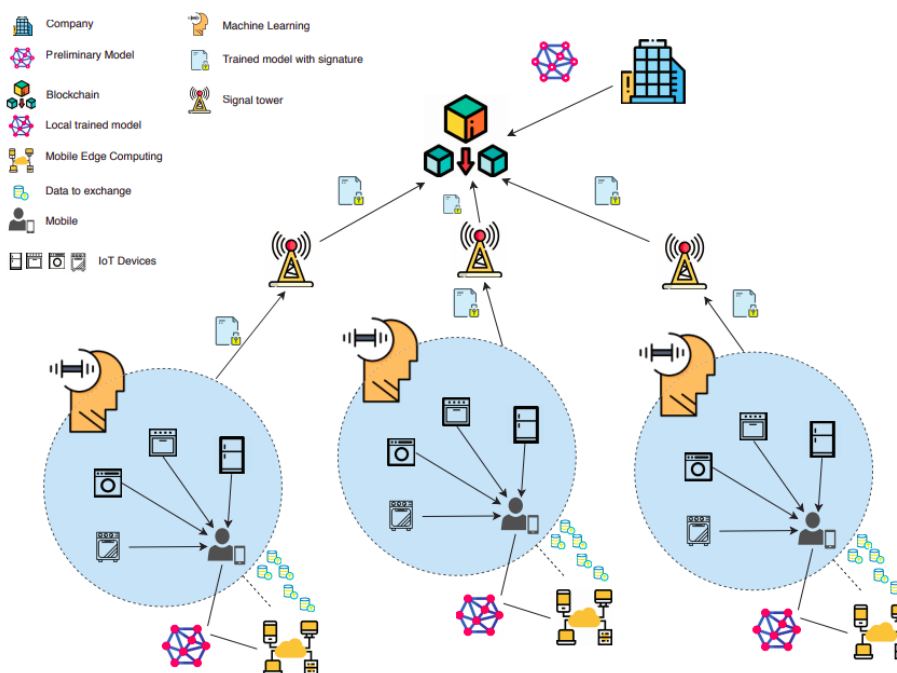 Company
Preliminary Model
Blockchain
Local trained model
Mobile Edge Computing
Data to exchange
Mobile
IoT Devices
Machine Learning
Trained model with signature
Signal tower